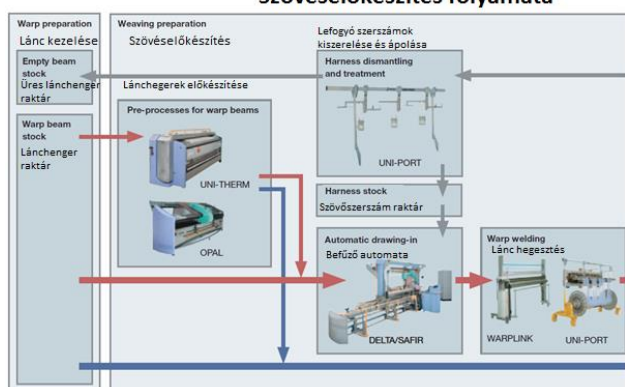 Szövéselőkészítés folyamata
Warp preparation
Lánc kezelése
Empty beam
stock
Üres lánchenger
raktár
Warp beam
stock
Lánchenger
raktár
Weaving preparation
Szövéselőkészítés
Lánchegerek előkészítése
Pre-processes for warp beams
UNI-THERM
OPAL
Lefogyó szerszámok
kiszerelése és ápolása
Harness dismantling
and treatment
UNI-PORT
Harness stock
Szövőszerszám raktár
Automatic drawing-in
Befűző automata
DELTA/SAFIR
Warp welding
Lánc hegesztés
WARPLINK
UNI-PORT